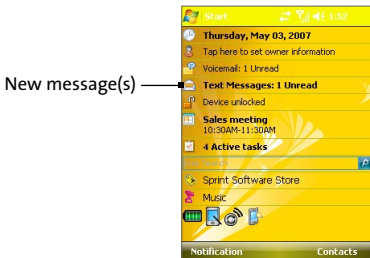 Start 1:52
Thursday, May 03, 2007
Tap here to set owner information
Voicemail: 1 Unread
New message(s)
Text Messages: 1 Unread
Device unlocked
Sales meeting
10:30AM-11:30AM
4 Active tasks
Sprint Software Store
Music
Notification Contacts